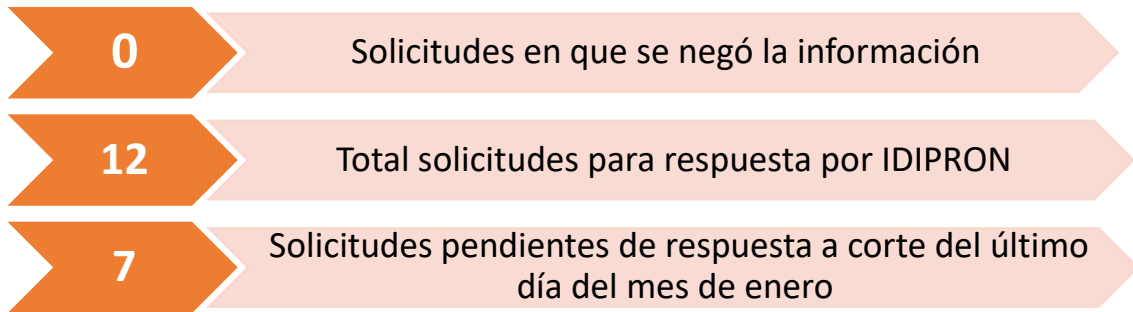 0
Solicitudes en que se negó la información
12
Total solicitudes para respuesta por IDIPRON
7
Solicitudes pendientes de respuesta a corte del último
día del mes de enero